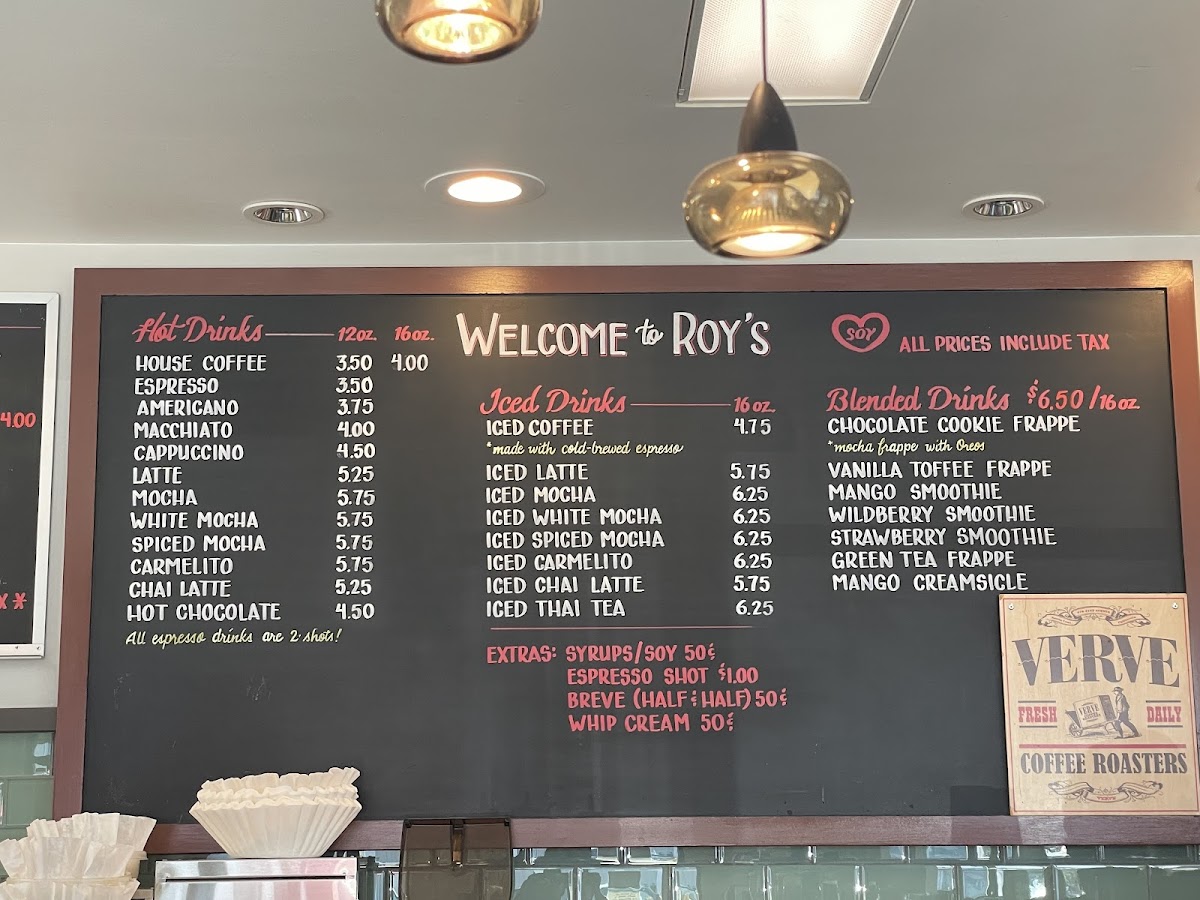 Hot Drinks 12oz. 16oz.
HOUSE COFFEE 3.50 4.00
ESPRESSO 3.50
AMERICANO 3.75
MACCHIATO 4.00
CAPPUCCINO 4.50
LATTE 5.25
MOCHA 5.75
WHITE MOCHA 5.75
SPICED MOCHA 5.75
CARMELITO 5.75
CHAI LATTE 5.25
HOT CHOCOLATE 4.50
All espresso drinks are 2 shots!
WELCOME to ROY'S
Iced Drinks 16 oz.
ICED COFFEE 4.75
*made with cold-brewed espresso
ICED LATTE 5.75
ICED MOCHA 6.25
ICED WHITE MOCHA 6.25
ICED SPICED MOCHA 6.25
ICED CARMELITO 6.25
ICED CHAI LATTE 5.75
ICED THAI TEA 6.25
EXTRAS: SYRUPS/SOY 50¢
ESPRESSO SHOT $1.00
BREVE (HALF & HALF) 50¢
WHIP CREAM 50¢
SOY
ALL PRICES INCLUDE TAX
Blended Drinks $6.50/16 oz.
CHOCOLATE COOKIE FRAPPE
*mocha frappe with Oreos
VANILLA TOFFEE FRAPPE
MANGO SMOOTHIE
WILDBERRY SMOOTHIE
STRAWBERRY SMOOTHIE
GREEN TEA FRAPPE
MANGO CREAMSICLE
VERVE
FRESH DAILY
VERVE
COFFEE ROASTERS
VERVE
4.00